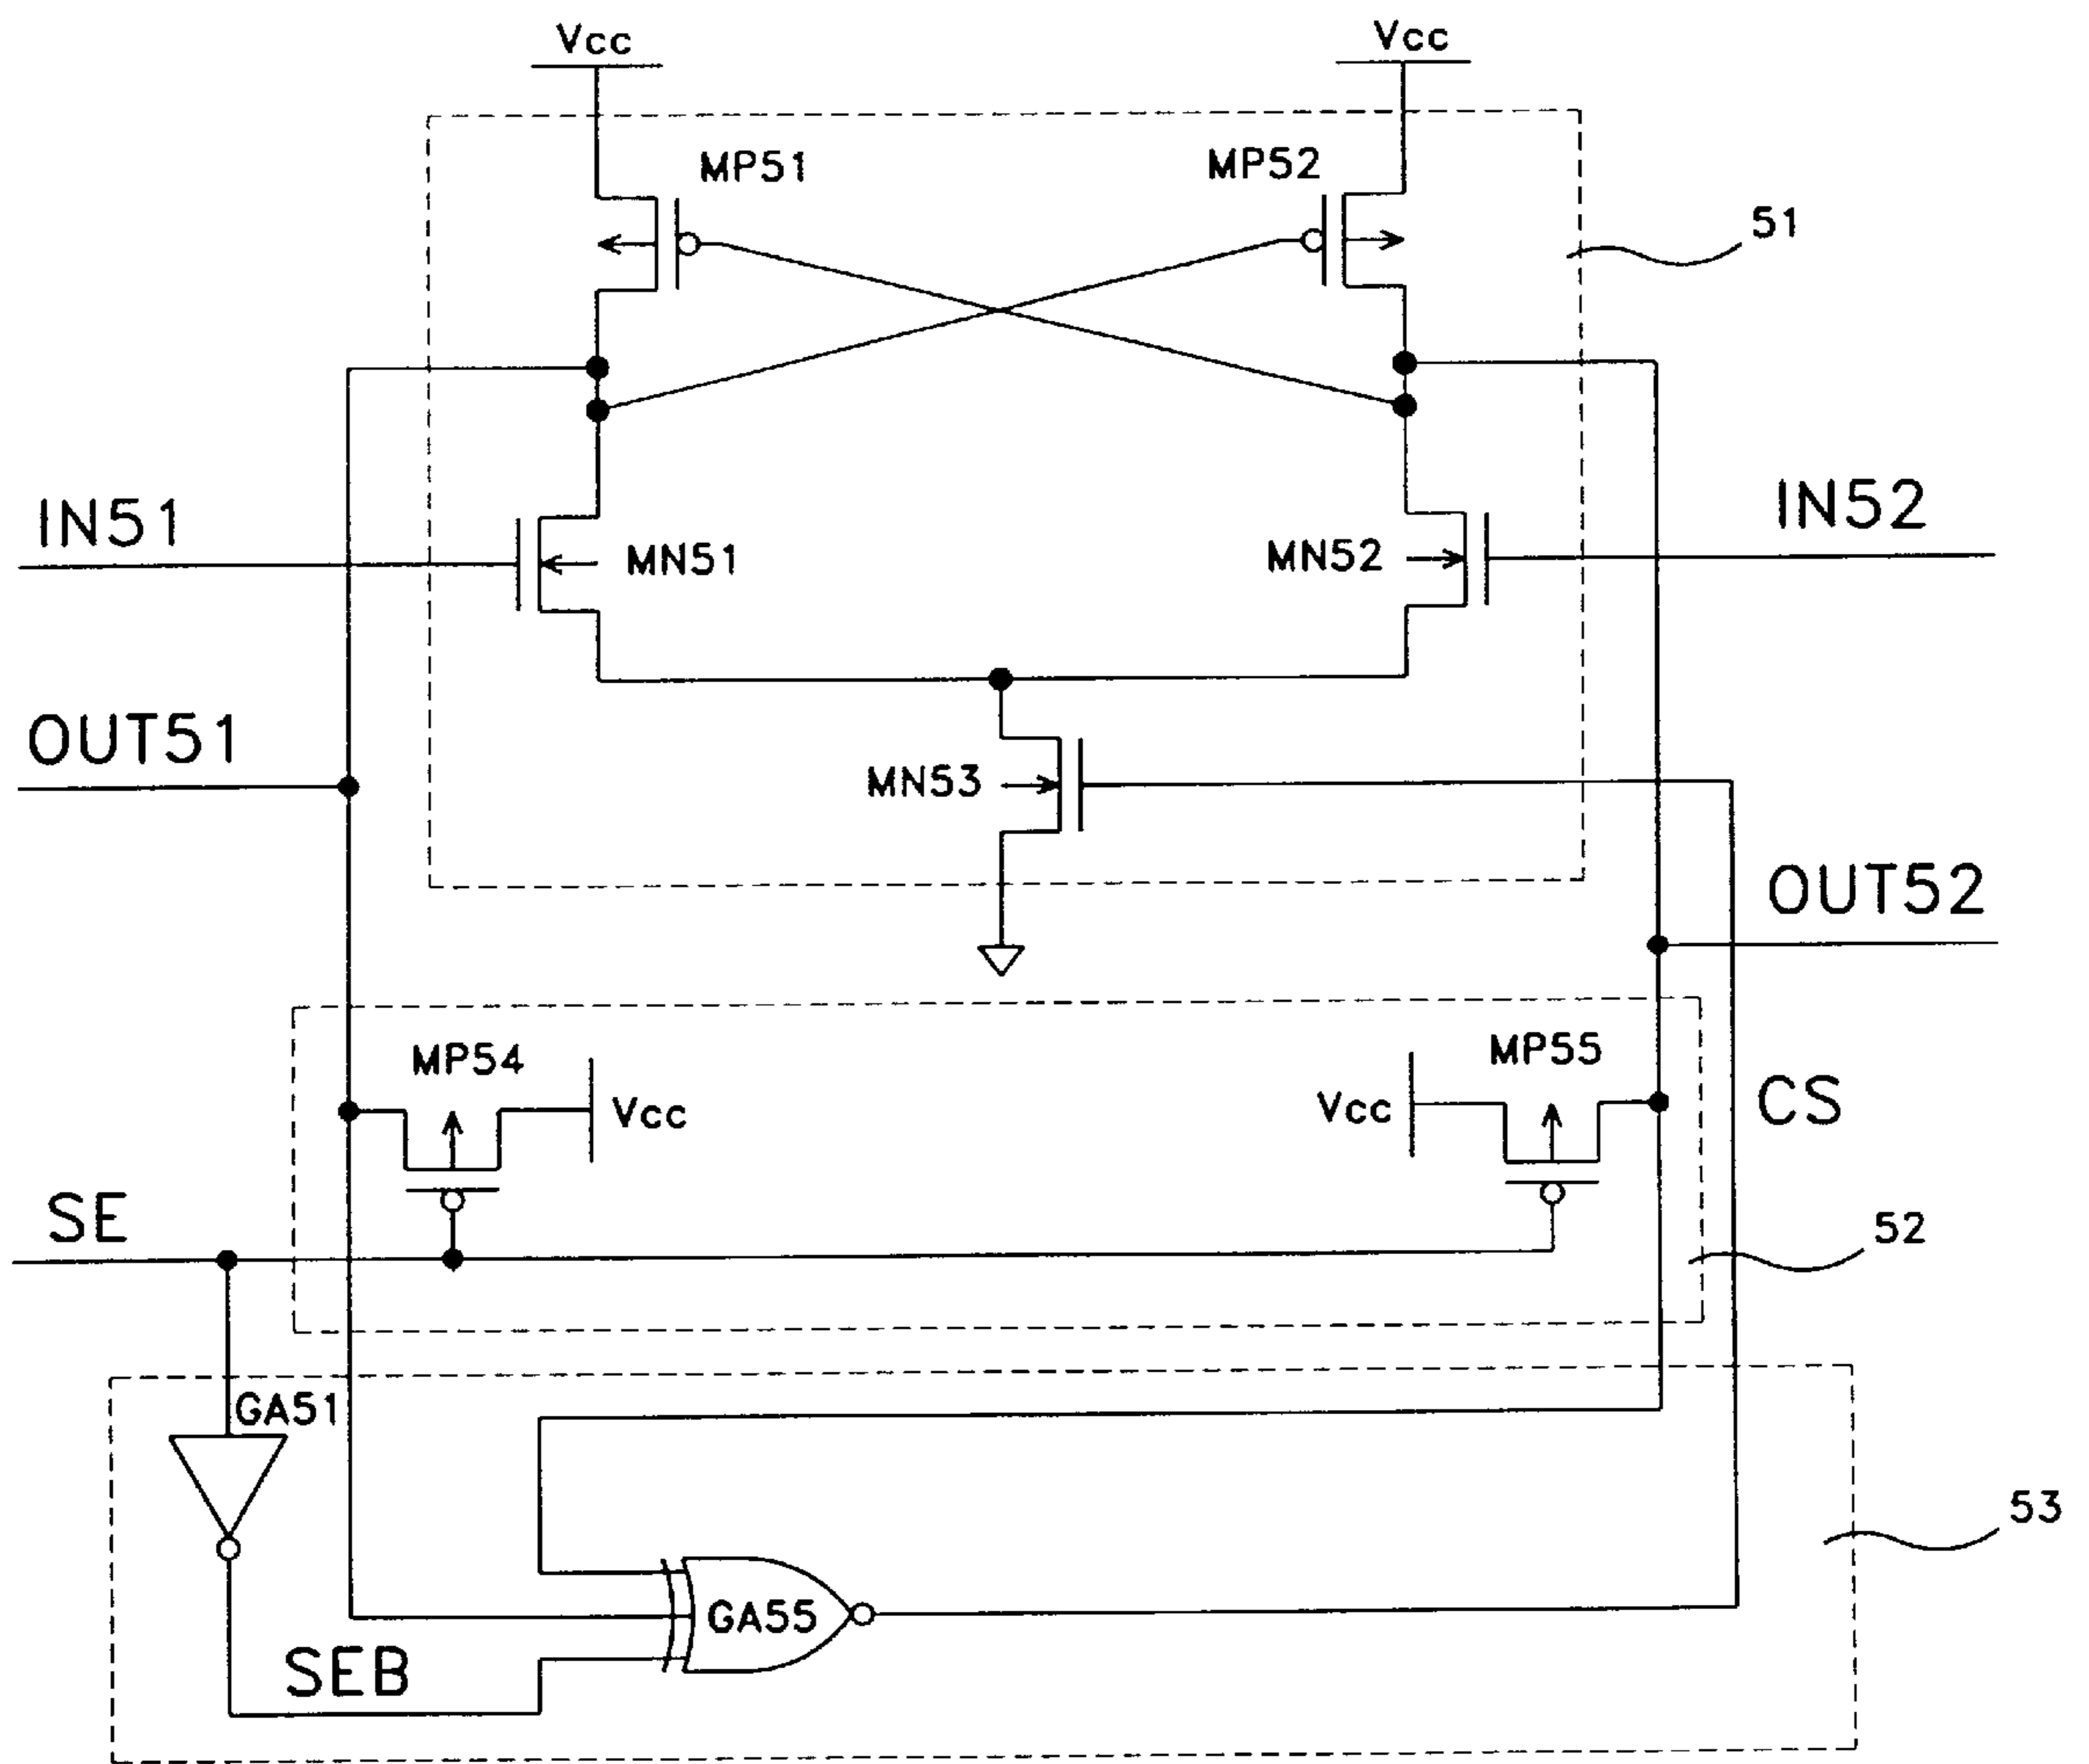 Vcc
Vcc
MP51
MP52
51
IN51
MN51
MN52
IN52
OUT51
MN53
OUT52
MP54
Vcc
Vcc
MP55
CS
SE
52
GA51
53
GA55
SEB